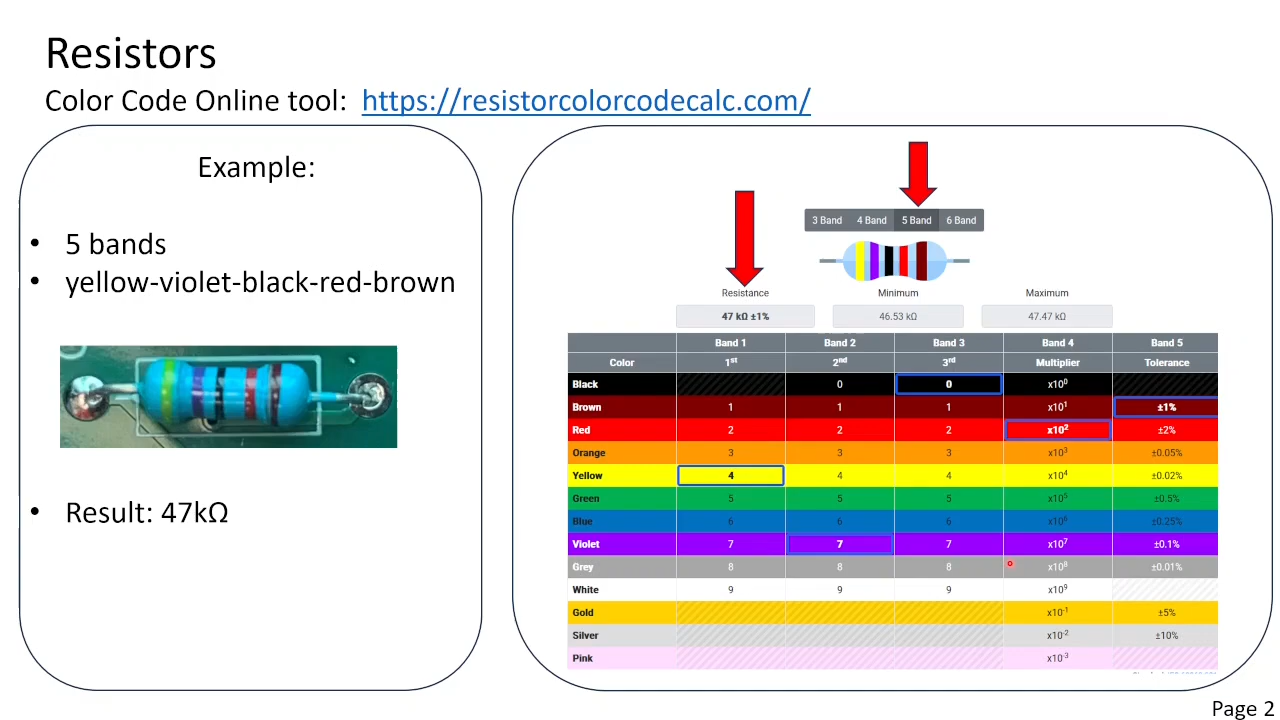 Resistors
Color Code Online tool: https://resistorcolorcodecalc.com/
Example:
• 5 bands
• yellow-violet-black-red-brown
• Result: 47kΩ
3 Band 4 Band 5 Band 6 Band
Resistance Minimum Maximum
47 kΩ ±1% 46.53 kΩ 47.47 kΩ
Band 1 Band 2 Band 3 Band 4 Band 5
Color 1st 2nd 3rd Multiplier Tolerance
Black 0 0 x10⁰
Brown 1 1 1 x10¹ ±1%
Red 2 2 2 x10² ±2%
Orange 3 3 3 x10³ ±0.05%
Yellow 4 4 4 x10⁴ ±0.02%
Green 5 5 5 x10⁵ ±0.5%
Blue 6 6 6 x10⁶ ±0.25%
Violet 7 7 7 x10⁷ ±0.1%
Grey 8 8 8 x10⁸ ±0.01%
White 9 9 9 x10⁹
Gold x10⁻¹ ±5%
Silver x10⁻² ±10%
Pink x10⁻³
Page 2